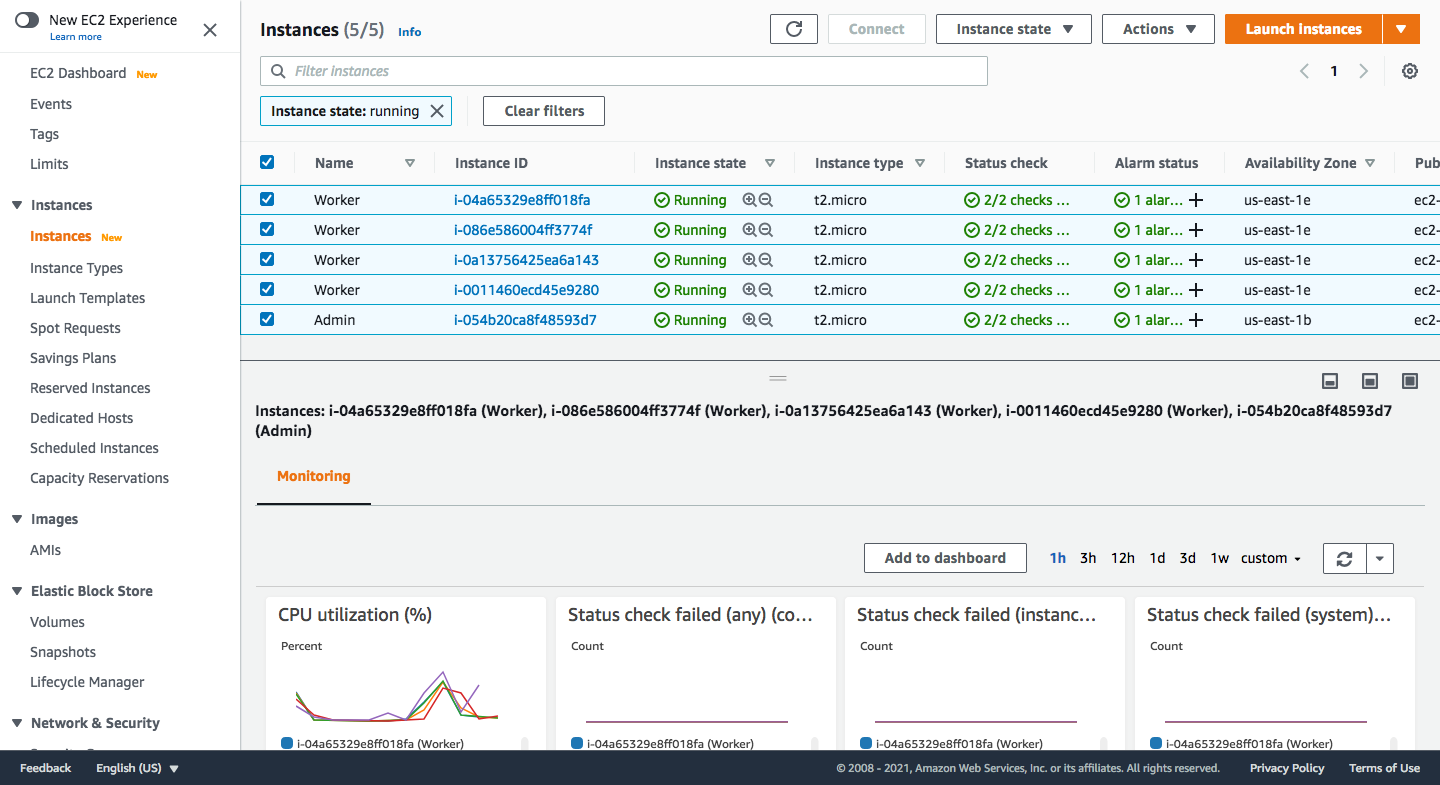 New EC2 Experience
Learn more
EC2 Dashboard New
Events
Tags
Limits
Instances
Instances New
Instance Types
Launch Templates
Spot Requests
Savings Plans
Reserved Instances
Dedicated Hosts
Scheduled Instances
Capacity Reservations
Images
AMIs
Elastic Block Store
Volumes
Snapshots
Lifecycle Manager
Network & Security
Instances (5/5) Info
Connect Instance state Actions Launch instances
Filter instances
1
Instance state: running Clear filters
Name Instance ID Instance state Instance type Status check Alarm status Availability Zone Pub
Worker i-04a65329e8ff018fa Running t2.micro 2/2 checks ... 1 alar... us-east-1e ec2-
Worker i-086e586004ff3774f Running t2.micro 2/2 checks ... 1 alar... us-east-1e ec2-
Worker i-0a13756425ea6a143 Running t2.micro 2/2 checks ... 1 alar... us-east-1e ec2-
Worker i-0011460ecd45e9280 Running t2.micro 2/2 checks ... 1 alar... us-east-1e ec2-
Admin i-054b20ca8f48593d7 Running t2.micro 2/2 checks ... 1 alar... us-east-1b ec2-
Instances: i-04a65329e8ff018fa (Worker), i-086e586004ff3774f (Worker), i-0a13756425ea6a143 (Worker), i-0011460ecd45e9280 (Worker), i-054b20ca8f48593d7
(Admin)
Monitoring
Add to dashboard 1h 3h 12h 1d 3d 1w custom
CPU utilization (%)
Percent
i-04a65329e8ff018fa (Worker)
Status check failed (any) (co...
Count
i-04a65329e8ff018fa (Worker)
Status check failed (instanc...
Count
i-04a65329e8ff018fa (Worker)
Status check failed (system)...
Count
i-04a65329e8ff018fa (Worker)
Feedback English (US) © 2008 - 2021, Amazon Web Services, Inc. or its affiliates. All rights reserved. Privacy Policy Terms of Use